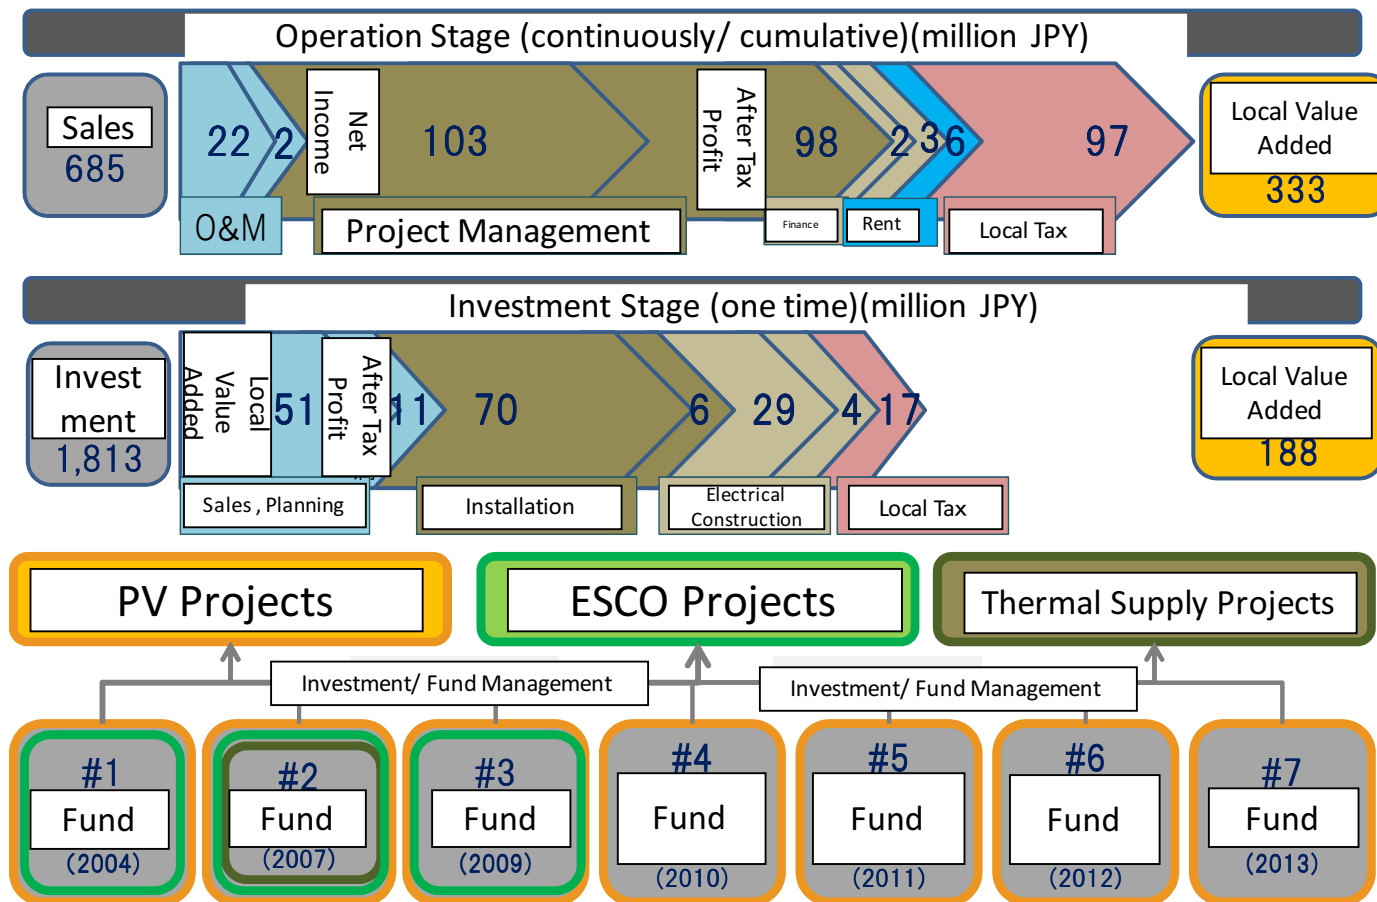 Operation Stage (continuously/ cumulative)(million JPY)
Sales
685
22
2
Net
Income
103
After Tax
Profit
98
2
3
6
97
Local Value
Added
333
O&M
Project Management
Finance
Rent
Local Tax
Investment Stage (one time)(million JPY)
Invest
ment
1,813
Local
Value
Added
51
After Tax
Profit
11
70
6
29
4
17
Local Value
Added
188
Sales , Planning
Installation
Electrical
Construction
Local Tax
PV Projects
ESCO Projects
Thermal Supply Projects
Investment/ Fund Management
Investment/ Fund Management
#1
Fund
(2004)
#2
Fund
(2007)
#3
Fund
(2009)
#4
Fund
(2010)
#5
Fund
(2011)
#6
Fund
(2012)
#7
Fund
(2013)